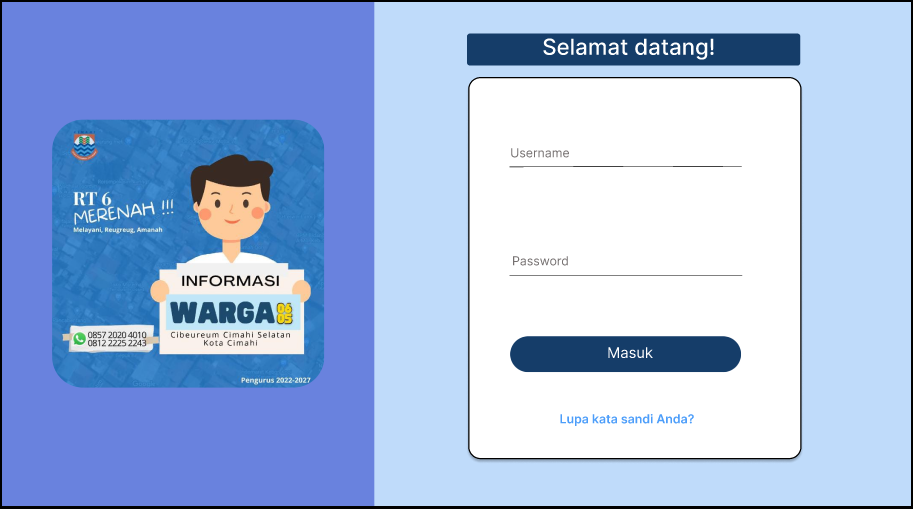 RT 6
MERENAH !!!
Melayani, Reugreug, Amanah
INFORMASI
WARGA 06 05
Cibeureum Cimahi Selatan
Kota Cimahi
0857 2020 4010
0812 2225 2243
Pengurus 2022-2027
Selamat datang!
Username
Password
Masuk
Lupa kata sandi Anda?